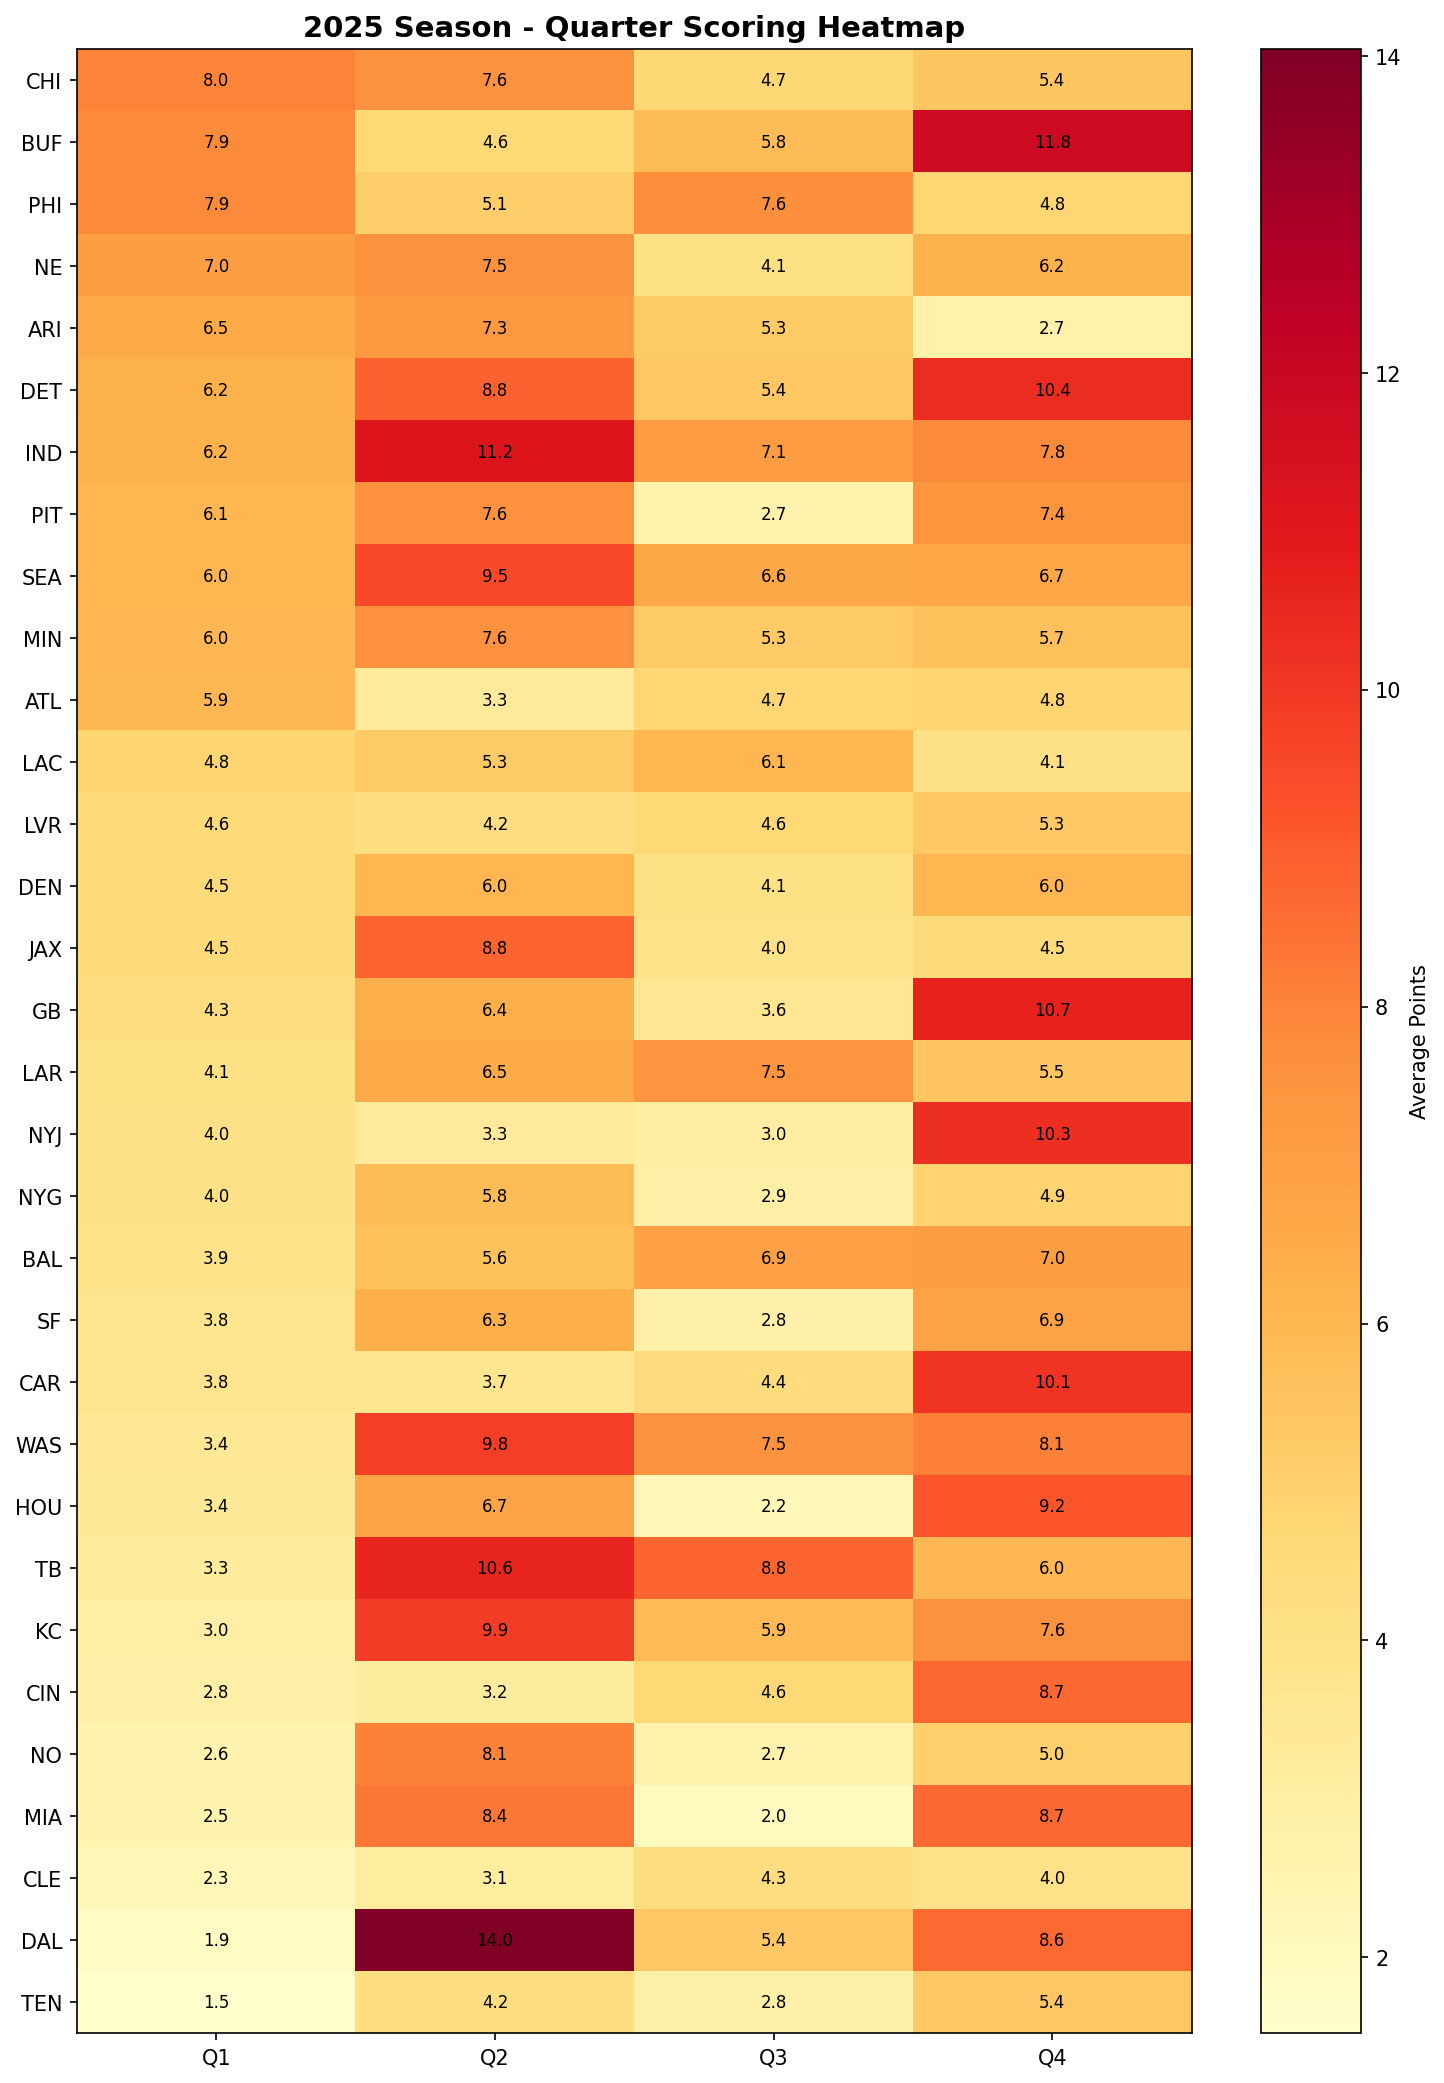 2025 Season - Quarter Scoring Heatmap
CHI 8.0 7.6 4.7 5.4
BUF 7.9 4.6 5.8 11.8
PHI 7.9 5.1 7.6 4.8
NE 7.0 7.5 4.1 6.2
ARI 6.5 7.3 5.3 2.7
DET 6.2 8.8 5.4 10.4
IND 6.2 11.2 7.1 7.8
PIT 6.1 7.6 2.7 7.4
SEA 6.0 9.5 6.6 6.7
MIN 6.0 7.6 5.3 5.7
ATL 5.9 3.3 4.7 4.8
LAC 4.8 5.3 6.1 4.1
LVR 4.6 4.2 4.6 5.3
DEN 4.5 6.0 4.1 6.0
JAX 4.5 8.8 4.0 4.5
GB 4.3 6.4 3.6 10.7
LAR 4.1 6.5 7.5 5.5
NYJ 4.0 3.3 3.0 10.3
NYG 4.0 5.8 2.9 4.9
BAL 3.9 5.6 6.9 7.0
SF 3.8 6.3 2.8 6.9
CAR 3.8 3.7 4.4 10.1
WAS 3.4 9.8 7.5 8.1
HOU 3.4 6.7 2.2 9.2
TB 3.3 10.6 8.8 6.0
KC 3.0 9.9 5.9 7.6
CIN 2.8 3.2 4.6 8.7
NO 2.6 8.1 2.7 5.0
MIA 2.5 8.4 2.0 8.7
CLE 2.3 3.1 4.3 4.0
DAL 1.9 14.0 5.4 8.6
TEN 1.5 4.2 2.8 5.4
Q1 Q2 Q3 Q4
14
12
10
8
6
4
2
Average Points